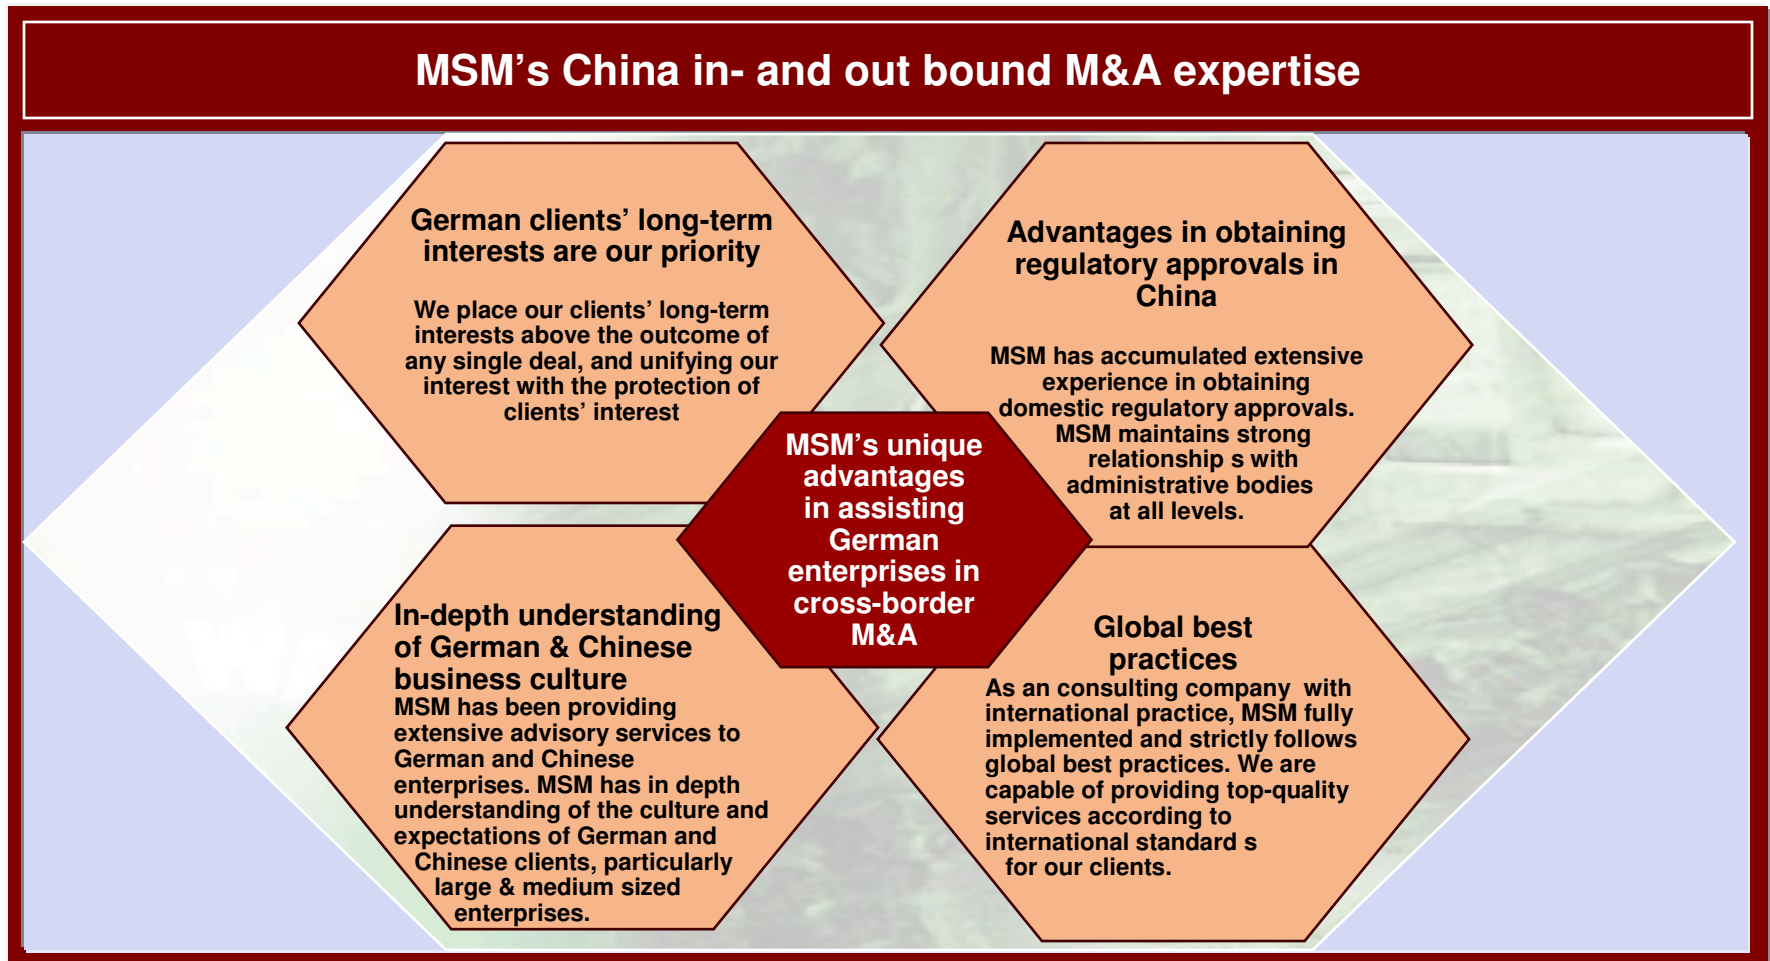 MSM’s China in- and out bound M&A expertise
German clients’ long-term
interests are our priority
We place our clients’ long-term
interests above the outcome of
any single deal, and unifying our
interest with the protection of
clients’ interest
Advantages in obtaining
regulatory approvals in
China
MSM has accumulated extensive
experience in obtaining
domestic regulatory approvals.
MSM maintains strong
relationship s with
administrative bodies
at all levels.
MSM’s unique
advantages
in assisting
German
enterprises in
cross-border
M&A
In-depth understanding
of German & Chinese
business culture
MSM has been providing
extensive advisory services to
German and Chinese
enterprises. MSM has in depth
understanding of the culture and
expectations of German and
Chinese clients, particularly
large & medium sized
enterprises.
Global best
practices
As an consulting company  with
international practice, MSM fully
implemented and strictly follows
global best practices. We are
capable of providing top-quality
services according to
international standard s
for our clients.